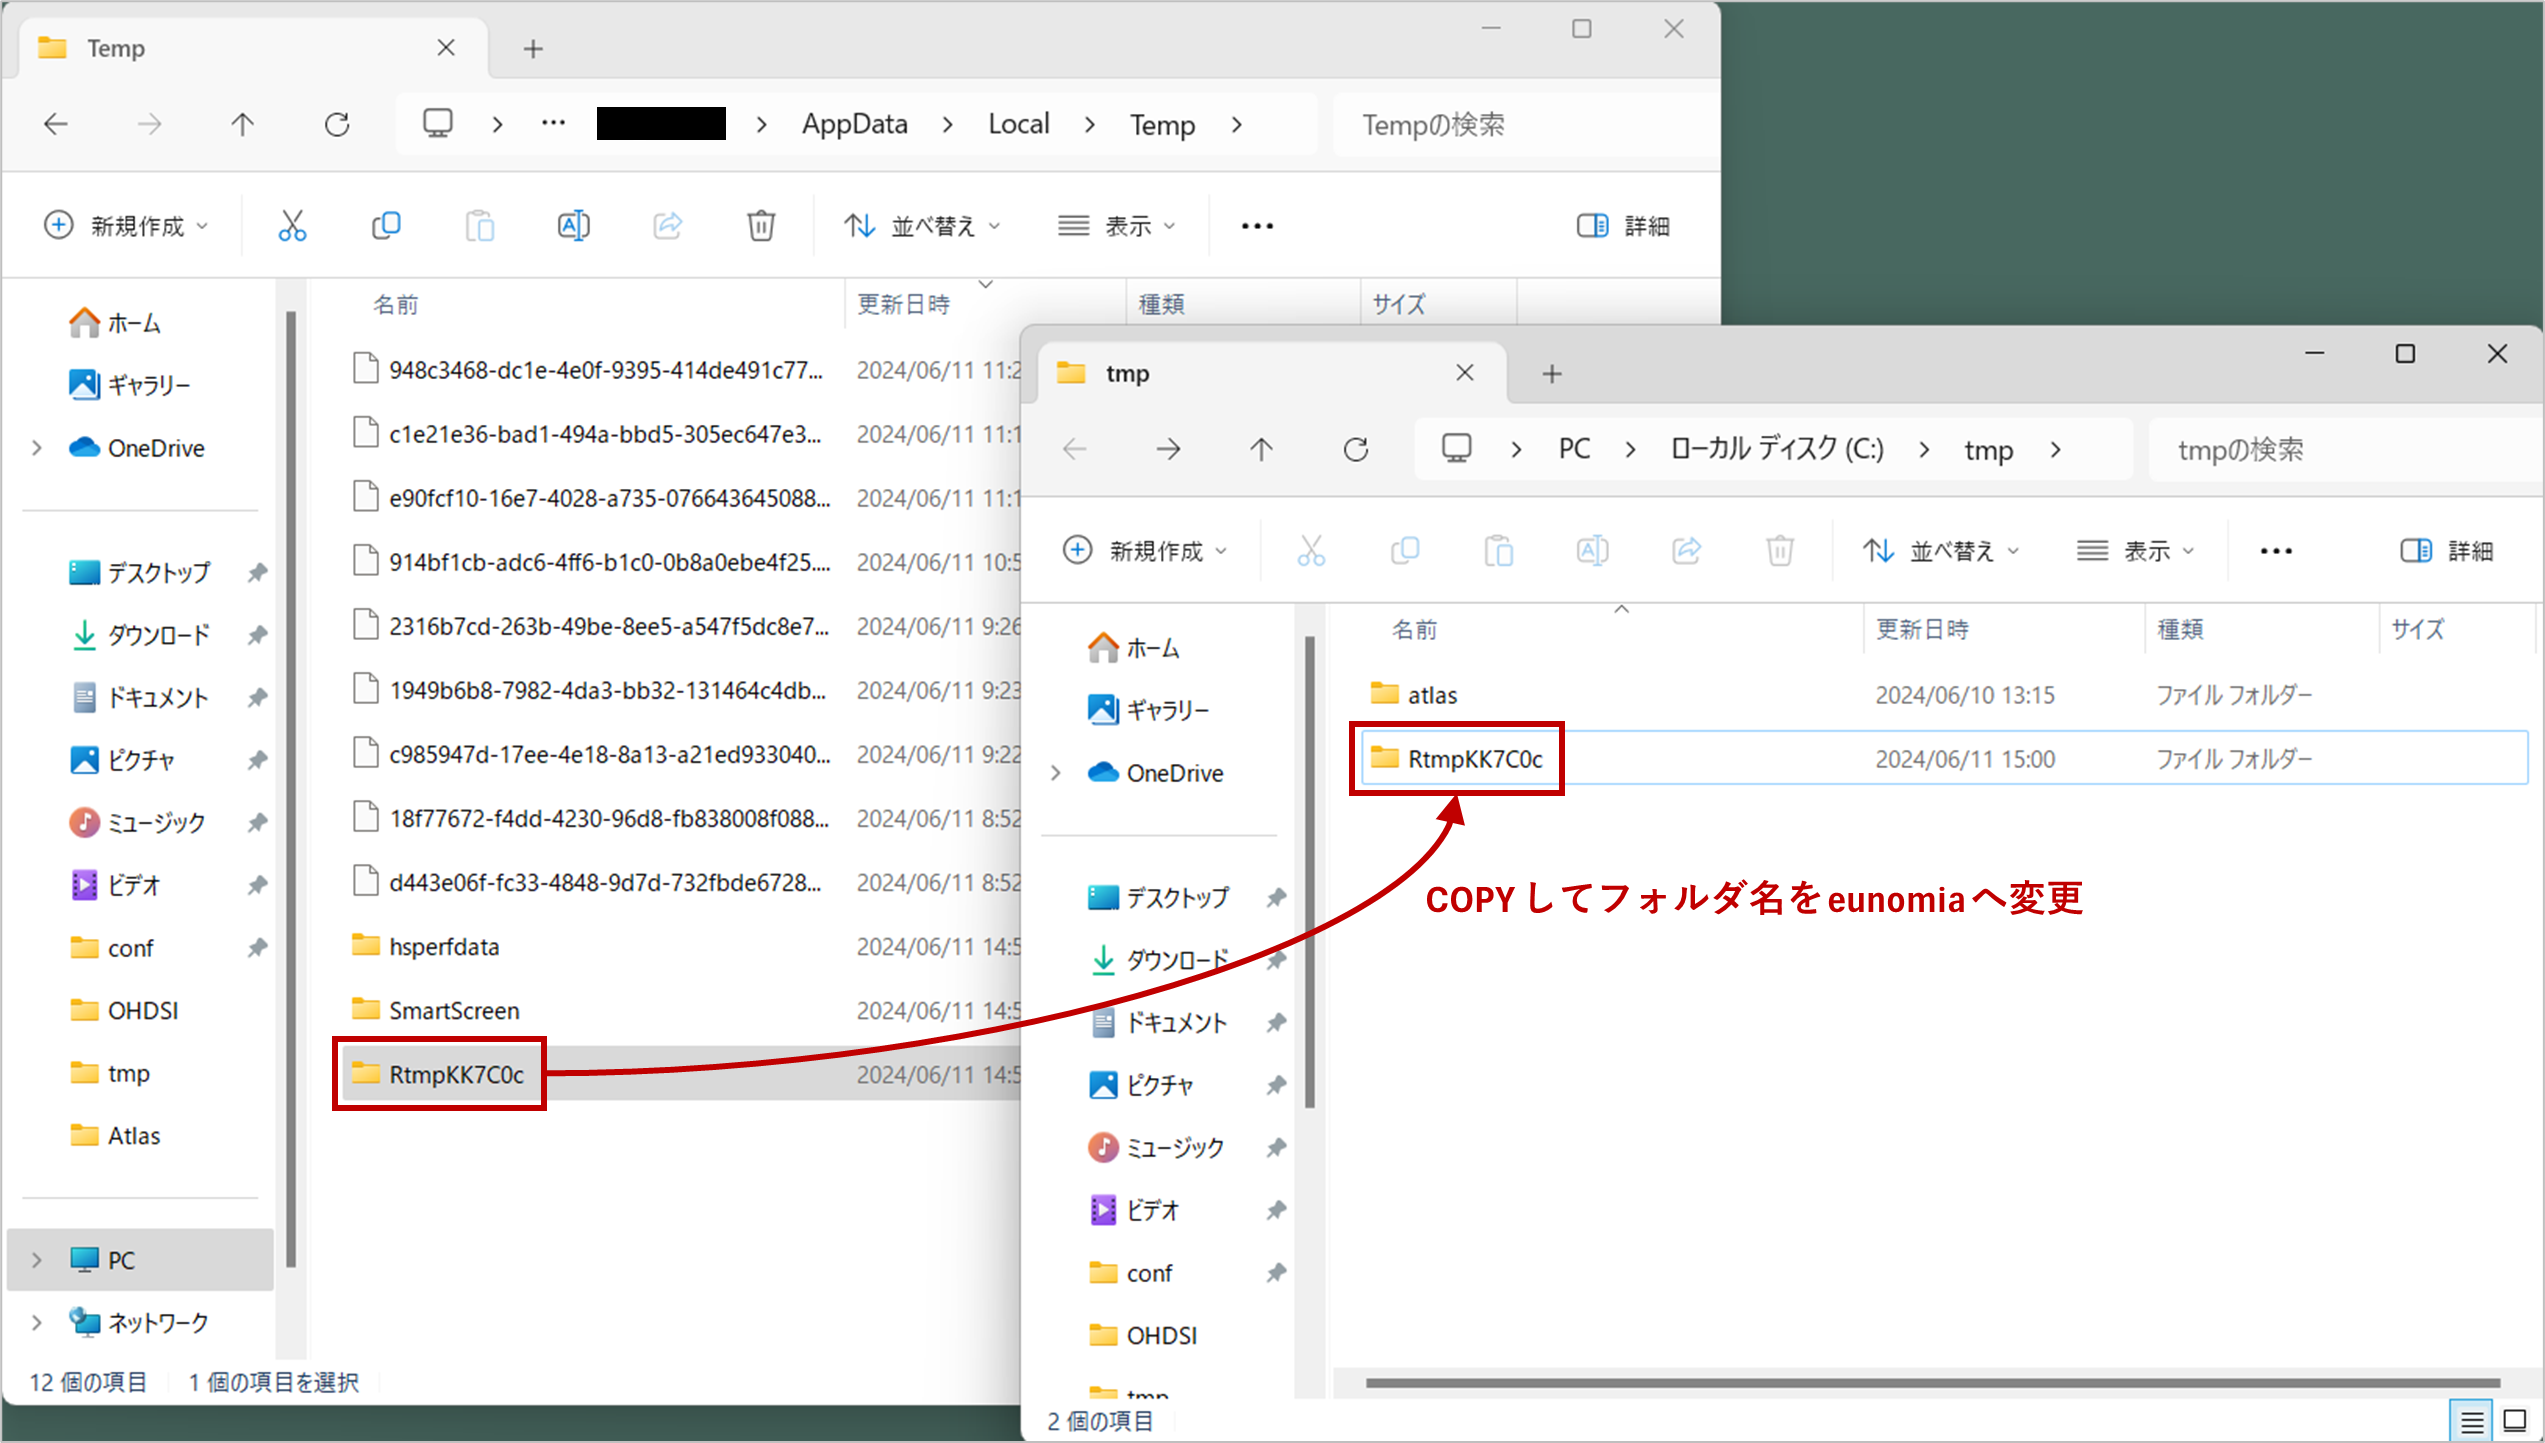 Temp
AppData Local Temp
Tempの検索
新規作成 並べ替え 表示 詳細
名前 更新日時 種類 サイズ
ホーム
ギャラリー
OneDrive
デスクトップ
ダウンロード
ドキュメント
ピクチャ
ミュージック
ビデオ
conf
OHDSI
tmp
Atlas
PC
ネットワーク
948c3468-dc1e-4e0f-9395-414de491c77... 2024/06/11 11:2
c1e21e36-bad1-494a-bbd5-305ec647e3... 2024/06/11 11:1
e90fcf10-16e7-4028-a735-076643645088... 2024/06/11 11:1
914bf1cb-adc6-4ff6-b1c0-0b8a0ebe4f25.... 2024/06/11 10:5
2316b7cd-263b-49be-8ee5-a547f5dc8e7... 2024/06/11 9:26
1949b6b8-7982-4da3-bb32-131464c4db... 2024/06/11 9:23
c985947d-17ee-4e18-8a13-a21ed933040... 2024/06/11 9:22
18f77672-f4dd-4230-96d8-fb838008f088... 2024/06/11 8:52
d443e06f-fc33-4848-9d7d-732fbde6728... 2024/06/11 8:52
hsperfdata 2024/06/11 14:5
SmartScreen 2024/06/11 14:5
RtmpKK7C0c 2024/06/11 14:5
12 個の項目 1 個の項目を選択
tmp
PC ローカル ディスク (C:) tmp
tmpの検索
新規作成 並べ替え 表示 詳細
名前 更新日時 種類 サイズ
ホーム
ギャラリー
OneDrive
デスクトップ
ダウンロード
ドキュメント
ピクチャ
ミュージック
ビデオ
conf
OHDSI
tmp
atlas 2024/06/10 13:15 ファイル フォルダー
RtmpKK7C0c 2024/06/11 15:00 ファイル フォルダー
COPYしてフォルダ名をeunomiaへ変更
2 個の項目